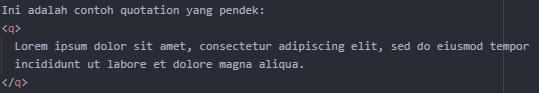 Ini adalah contoh quotation yang pendek:
<q>
Lorem ipsum dolor sit amet, consectetur adipiscing elit, sed do eiusmod tempor
incididunt ut labore et dolore magna aliqua.
</q>